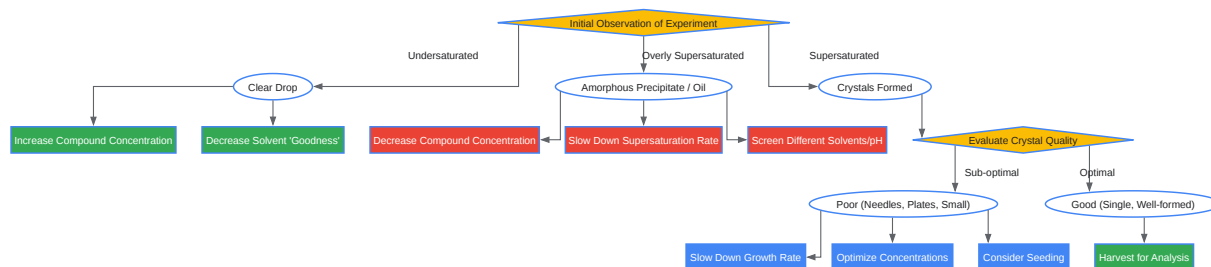 Initial Observation of Experiment
Undersaturated
Overly Supersaturated
Supersaturated
Clear Drop
Amorphous Precipitate / Oil
Crystals Formed
Increase Compound Concentration
Decrease Solvent 'Goodness'
Decrease Compound Concentration
Slow Down Supersaturation Rate
Screen Different Solvents/pH
Evaluate Crystal Quality
Sub-optimal
Optimal
Poor (Needles, Plates, Small)
Good (Single, Well-formed)
Slow Down Growth Rate
Optimize Concentrations
Consider Seeding
Harvest for Analysis